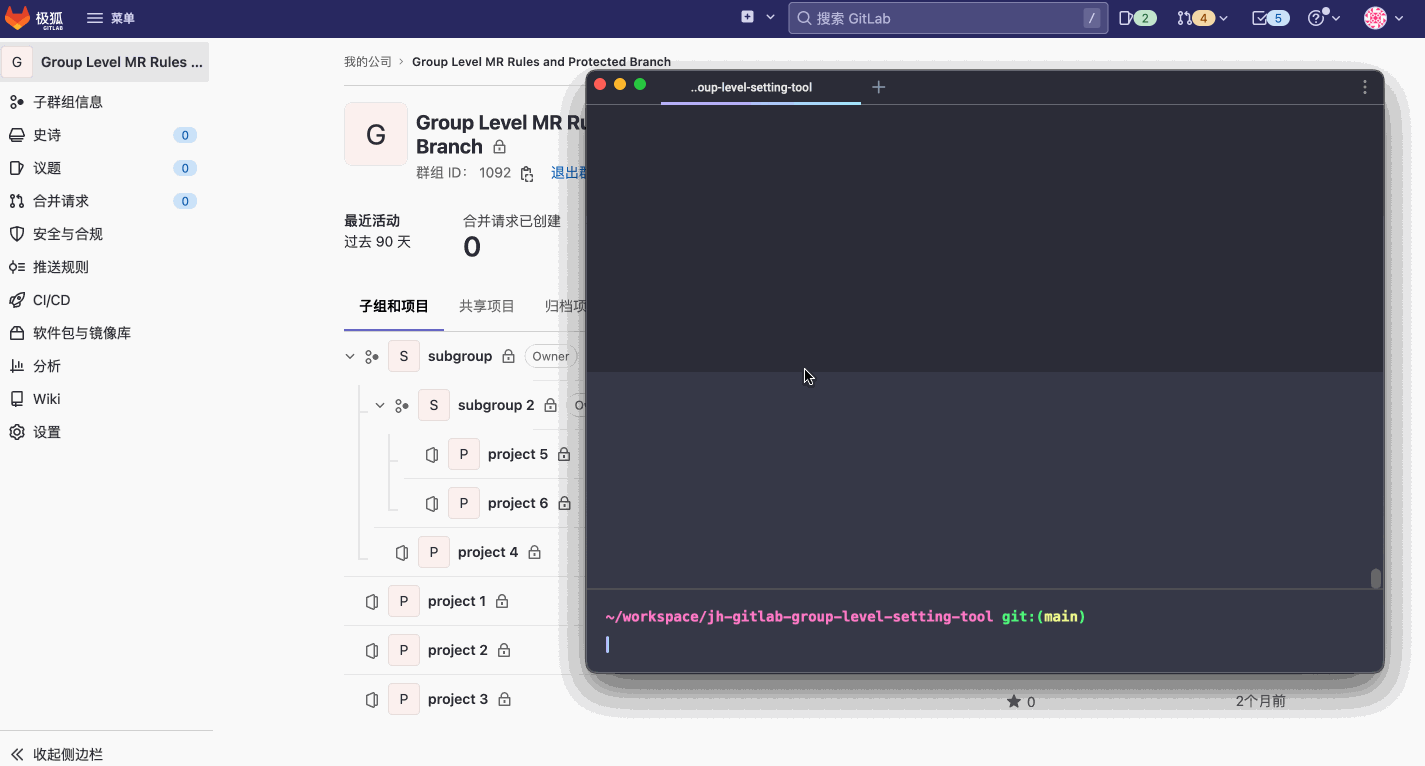 极狐
GITLAB
菜单
搜索 GitLab
/
2
4
5
G
Group Level MR Rules ...
子群组信息
史诗
0
议题
0
合并请求
0
安全与合规
推送规则
CI/CD
软件包与镜像库
分析
Wiki
设置
收起侧边栏
我的公司 › Group Level MR Rules and Protected Branch
G
Group Level MR Ru
Branch
群组 ID： 1092
退出群
最近活动
过去 90 天
合并请求已创建
0
子组和项目
共享项目
归档项
S
subgroup
Owner
S
subgroup 2
P
project 5
P
project 6
P
project 4
P
project 1
P
project 2
P
project 3
0
2个月前
..oup-level-setting-tool
~/workspace/jh-gitlab-group-level-setting-tool git:(main)